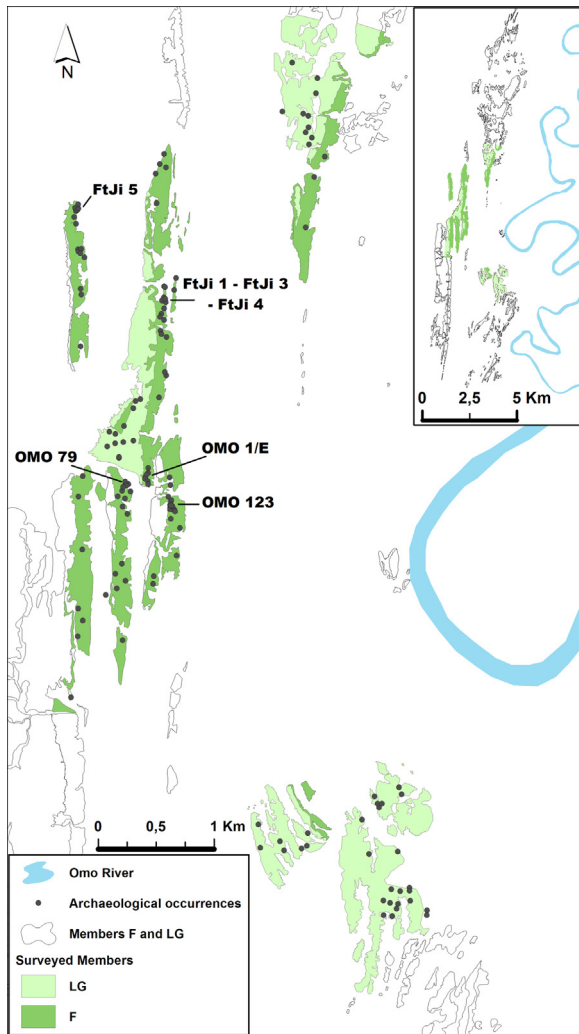 N
FtJi 5
FtJi 1 - FtJi 3
- FtJi 4
OMO 79
OMO 1/E
OMO 123
0 2,5 5 Km
0 0,5 1 Km
Omo River
Archaeological occurrences
Members F and LG
Surveyed Members
LG
F